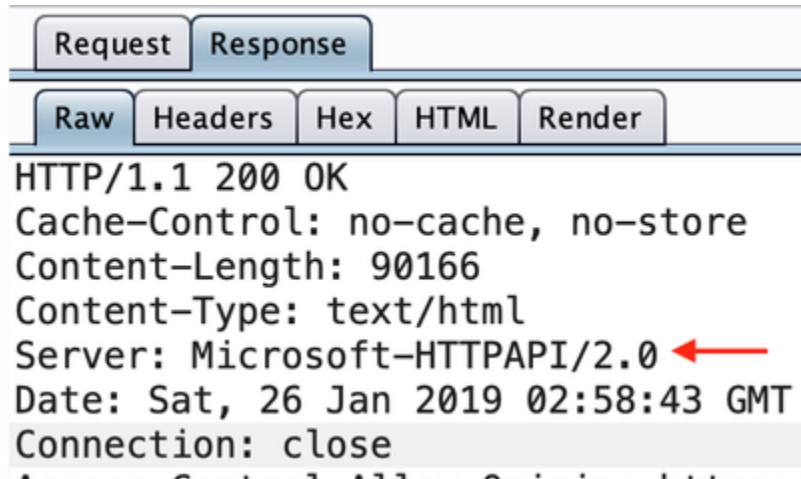 Request Response
Raw Headers Hex HTML Render
HTTP/1.1 200 OK
Cache-Control: no-cache, no-store
Content-Length: 90166
Content-Type: text/html
Server: Microsoft-HTTPAPI/2.0
Date: Sat, 26 Jan 2019 02:58:43 GMT
Connection: close